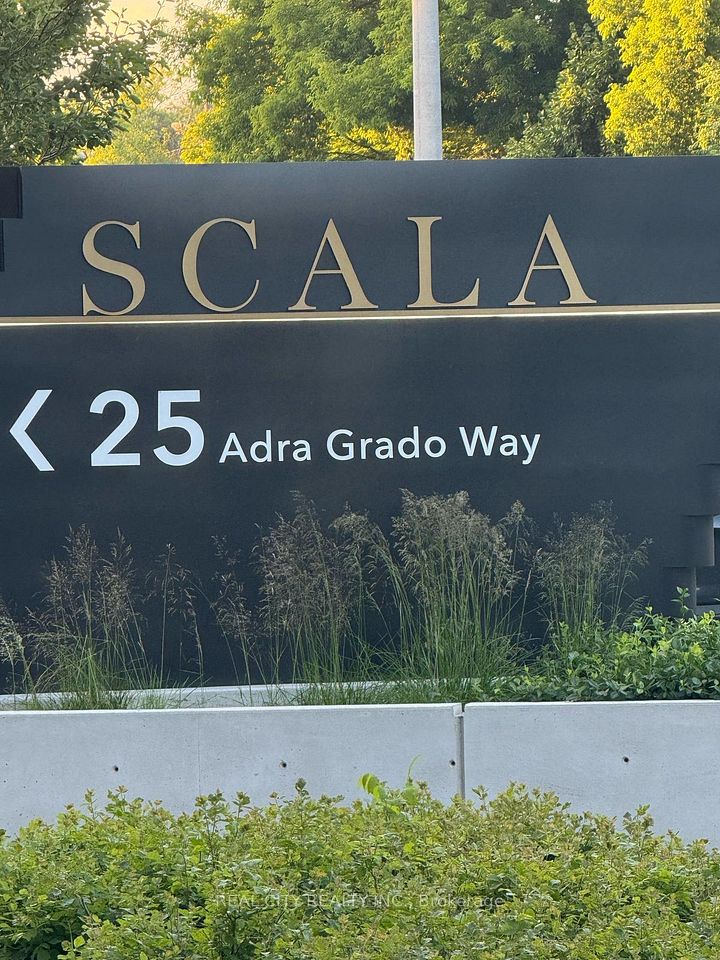 SCALA
< 25 Adra Grado Way
REAL CITY REALTY INC., Brokerage